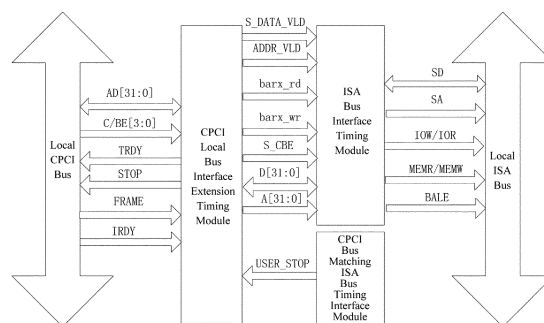 S_DATA_VLD
ADDR_VLD
barx_rd
barx_wr
S_CBE
D[31:0]
A[31:0]
USER_STOP
AD[31:0]
C/BE[3:0]
TRDY
STOP
FRAME
IRDY
Local
CPCI
Bus
CPCI
Local
Bus
Interface
Extension
Timing
Module
ISA
Bus
Interface
Timing
Module
CPCI
Bus
Matching
ISA
Bus
Timing
Interface
Module
SD
SA
IOW/IOR
MEMR/MEMW
BALE
Local
ISA
Bus